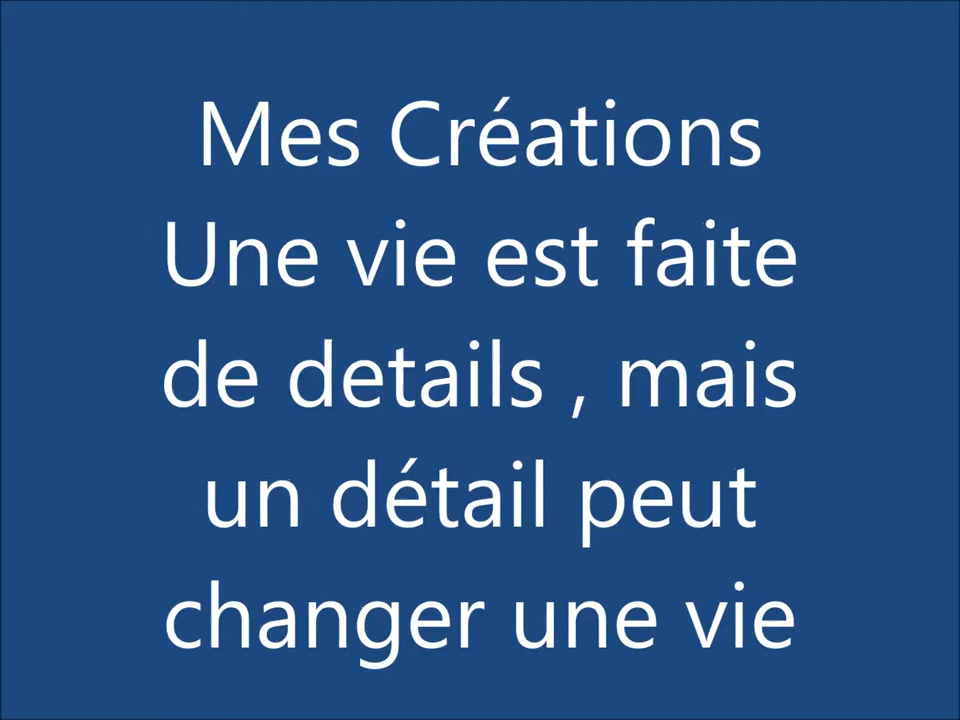 Mes Créations
Une vie est faite
de details , mais
un détail peut
changer une vie